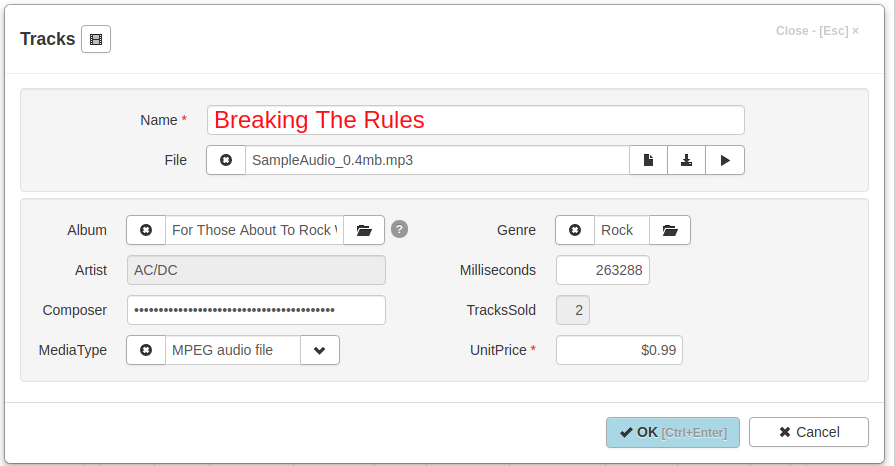 Tracks
Close - [Esc] ×
Name *
Breaking The Rules
File
SampleAudio_0.4mb.mp3
Album
For Those About To Rock
?
Genre
Rock
Artist
AC/DC
Milliseconds
263288
Composer
TracksSold
2
MediaType
MPEG audio file
UnitPrice *
$0.99
OK [Ctrl+Enter]
Cancel